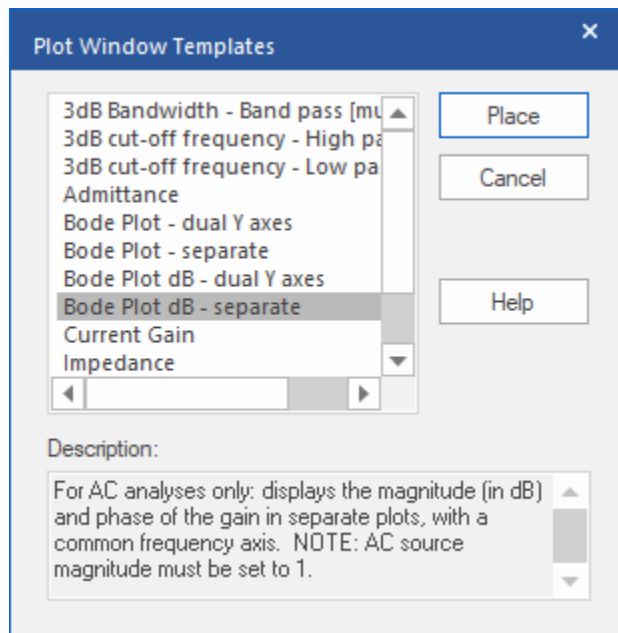 Plot Window Templates
3dB Bandwidth - Band pass [mu
3dB cut-off frequency - High pa
3dB cut-off frequency - Low pa
Admittance
Bode Plot - dual Y axes
Bode Plot - separate
Bode Plot dB - dual Y axes
Bode Plot dB - separate
Current Gain
Impedance
Place
Cancel
Help
Description:
For AC analyses only: displays the magnitude (in dB)
and phase of the gain in separate plots, with a
common frequency axis.  NOTE: AC source
magnitude must be set to 1.